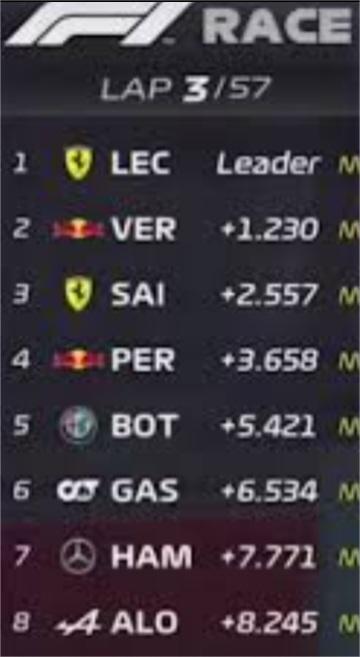 F1 RACE
LAP 3/57
1 LEC Leader M
2 VER +1.230 M
3 SAI +2.557 M
4 PER +3.658 M
5 BOT +5.421 M
6 GAS +6.534 M
7 HAM +7.771 M
8 ALO +8.245 M